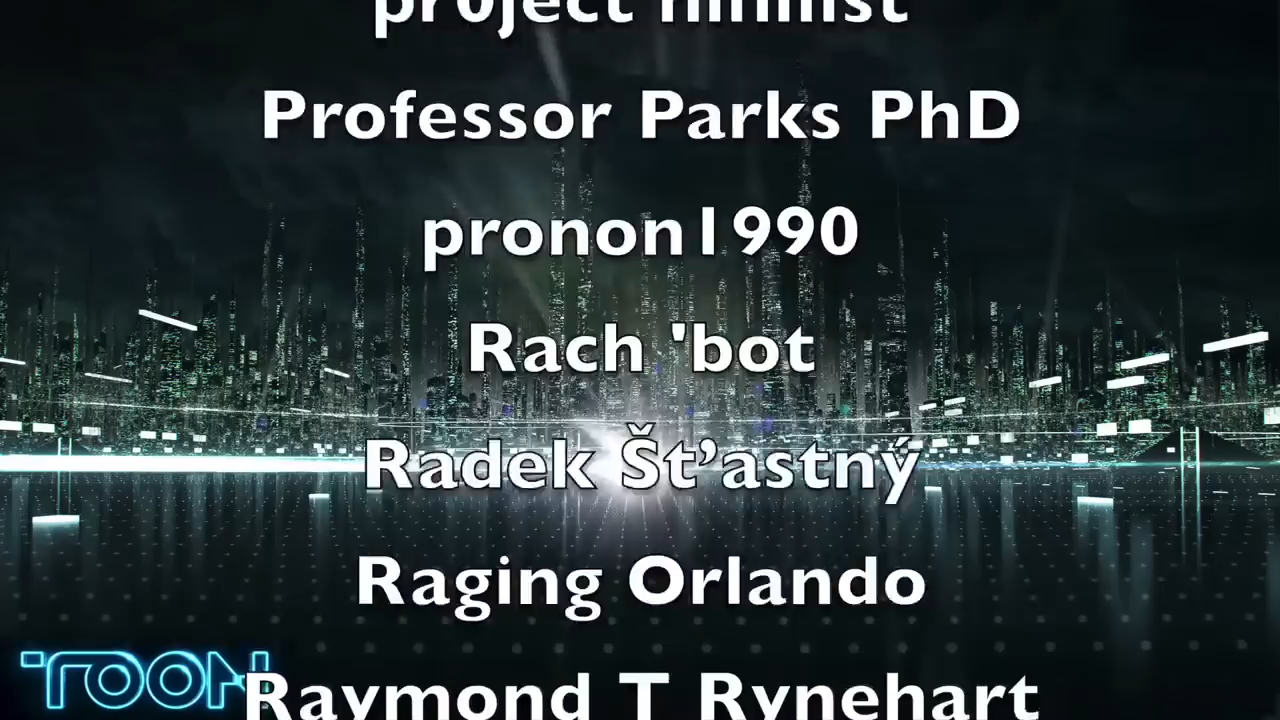 Professor Parks PhD
pronon1990
Rach 'bot
Radek Šťastný
Raging Orlando
TOON
Raymond T Rynehart